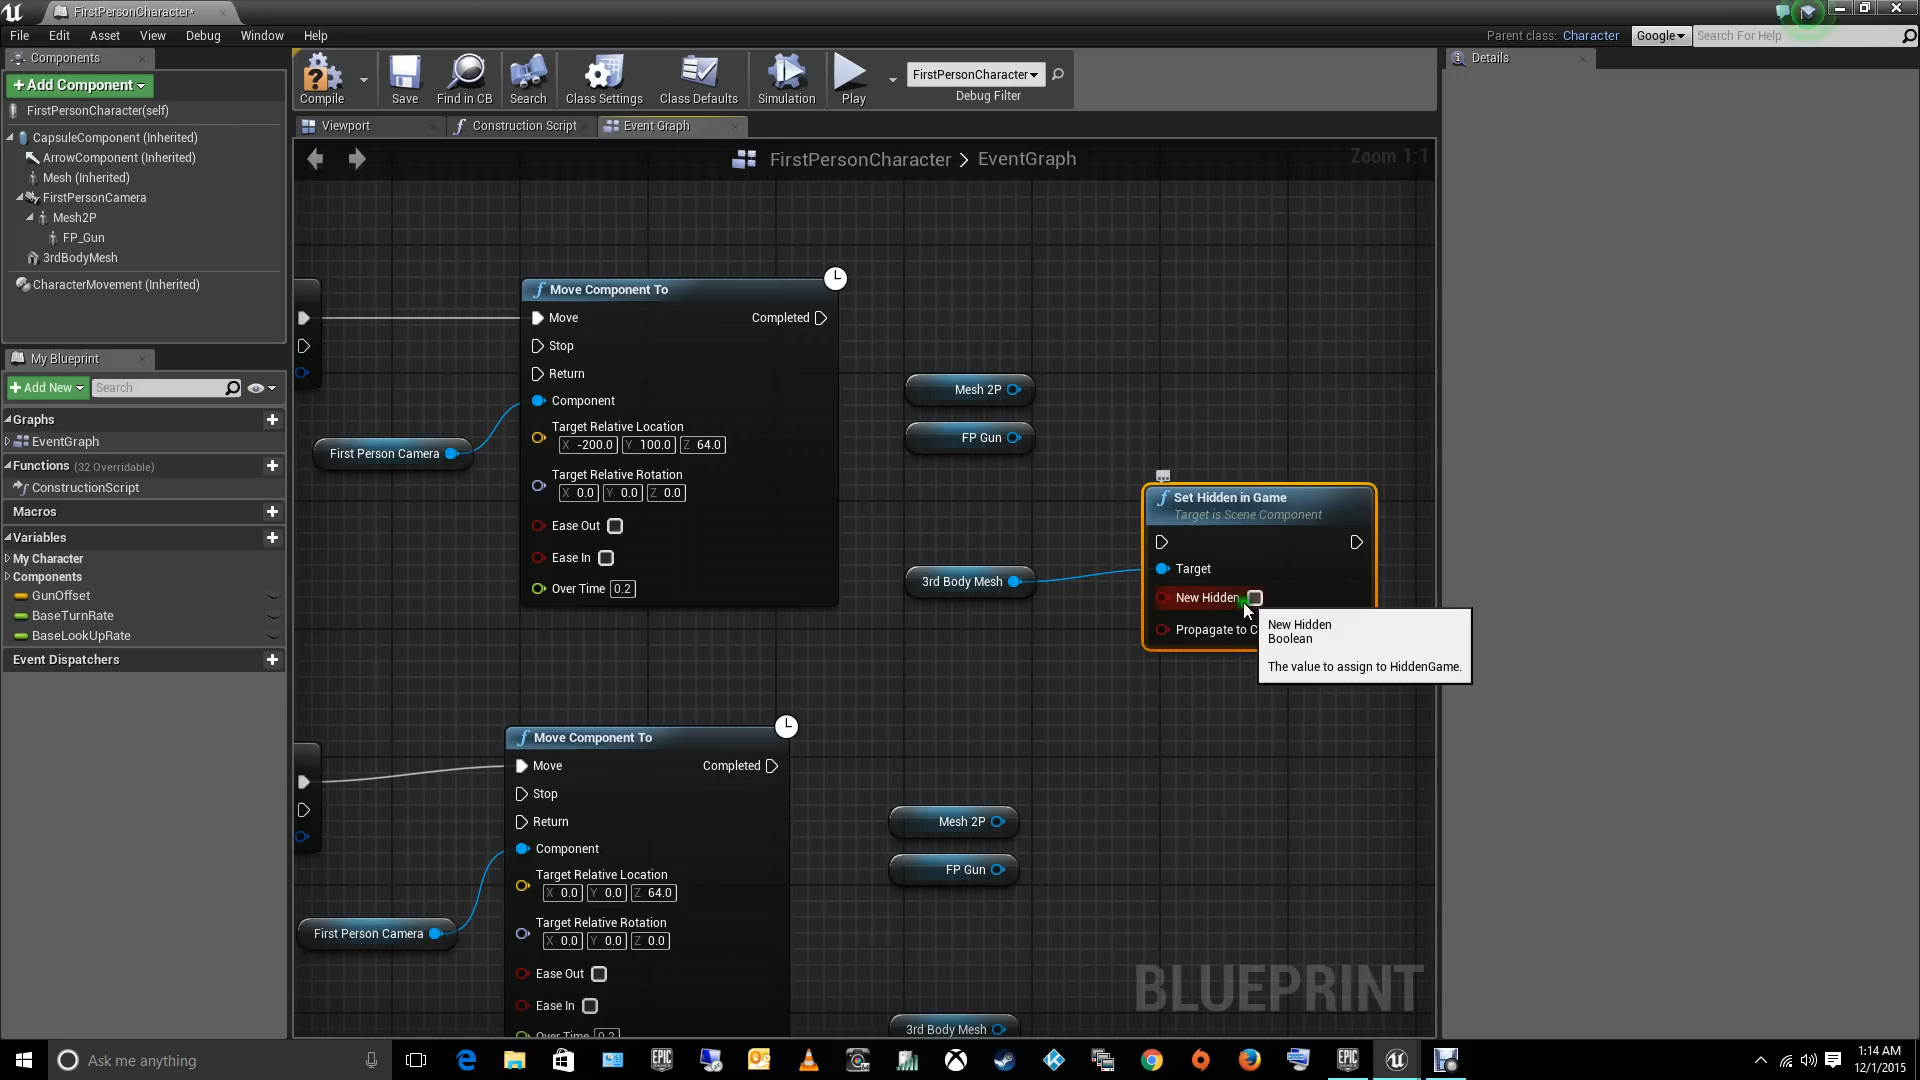 FirstPersonCharacter*
File Edit Asset View Debug Window Help
Parent class: Character Google Search For Help
Components
+ Add Component
FirstPersonCharacter(self)
CapsuleComponent (Inherited)
ArrowComponent (Inherited)
Mesh (Inherited)
FirstPersonCamera
Mesh2P
FP_Gun
3rdBodyMesh
CharacterMovement (Inherited)
My Blueprint
+ Add New Search
Graphs
EventGraph
Functions (32 Overridable)
ConstructionScript
Macros
Variables
My Character
Components
GunOffset
BaseTurnRate
BaseLookUpRate
Event Dispatchers
Compile Save Find in CB Search Class Settings Class Defaults Simulation Play
FirstPersonCharacter
Debug Filter
Viewport Construction Script Event Graph
FirstPersonCharacter > EventGraph
Zoom 1:1
Details
Move Component To
Move Completed
Stop
Return
Component
Target Relative Location
X -200.0 Y 100.0 Z 64.0
Target Relative Rotation
X 0.0 Y 0.0 Z 0.0
Ease Out
Ease In
Over Time 0.2
First Person Camera
Mesh 2P
FP Gun
3rd Body Mesh
Set Hidden in Game
Target is Scene Component
Target
New Hidden
Propagate to C
New Hidden
Boolean
The value to assign to HiddenGame.
Move Component To
Move Completed
Stop
Return
Component
Target Relative Location
X 0.0 Y 0.0 Z 64.0
Target Relative Rotation
X 0.0 Y 0.0 Z 0.0
Ease Out
Ease In
Over Time 0.2
First Person Camera
Mesh 2P
FP Gun
3rd Body Mesh
BLUEPRINT
Ask me anything
EPIC GAMES
EPIC GAMES
1:14 AM
12/1/2015